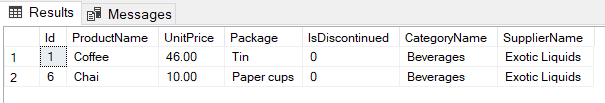 Results Messages
Id ProductName UnitPrice Package IsDiscontinued CategoryName SupplierName
1 1 Coffee 46.00 Tin 0 Beverages Exotic Liquids
2 6 Chai 10.00 Paper cups 0 Beverages Exotic Liquids